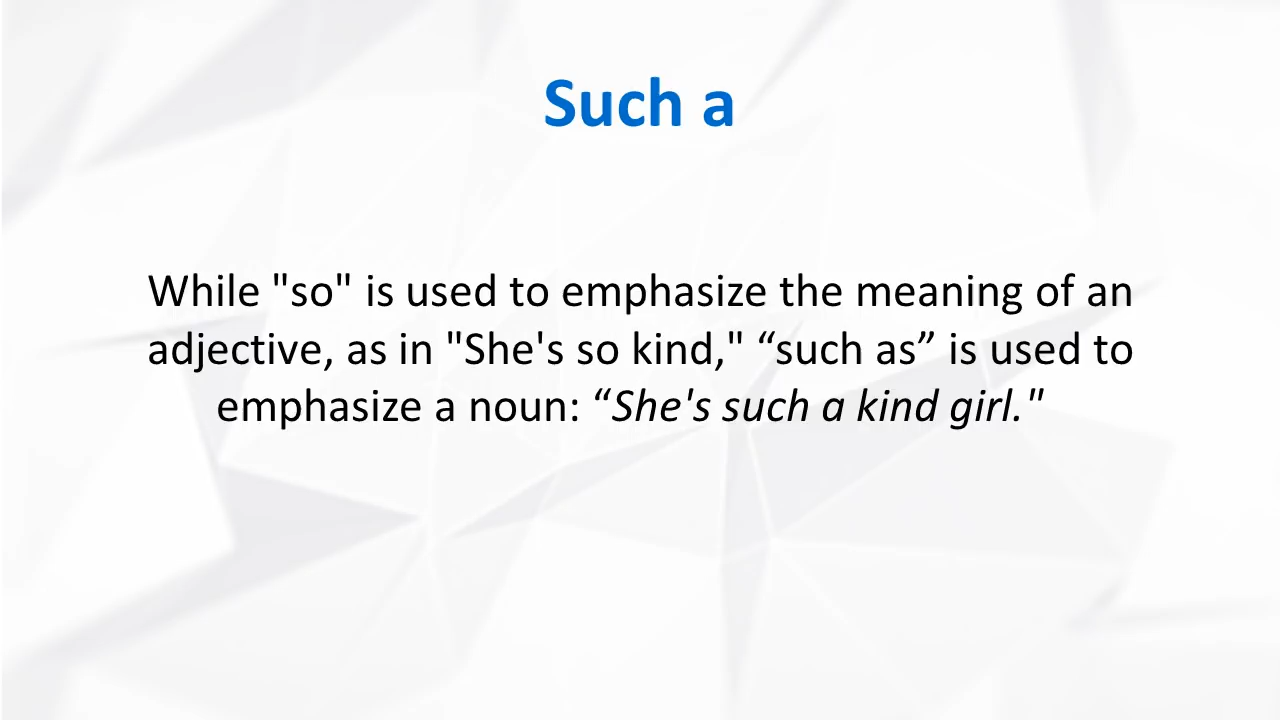 Such a
While "so" is used to emphasize the meaning of an
adjective, as in "She's so kind," “such as” is used to
emphasize a noun: “She's such a kind girl."